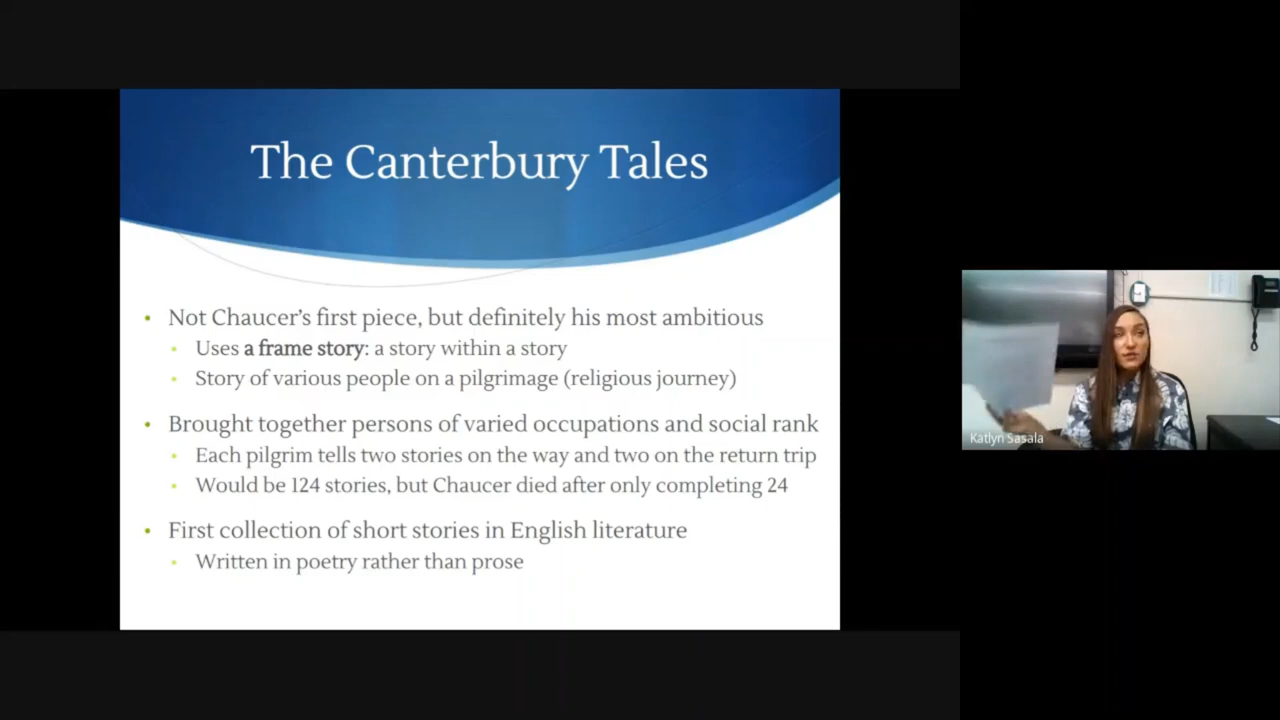 The Canterbury Tales
• Not Chaucer's first piece, but definitely his most ambitious
• Uses a frame story: a story within a story
• Story of various people on a pilgrimage (religious journey)
• Brought together persons of varied occupations and social rank
• Each pilgrim tells two stories on the way and two on the return trip
• Would be 124 stories, but Chaucer died after only completing 24
• First collection of short stories in English literature
• Written in poetry rather than prose
Katlyn Sasala